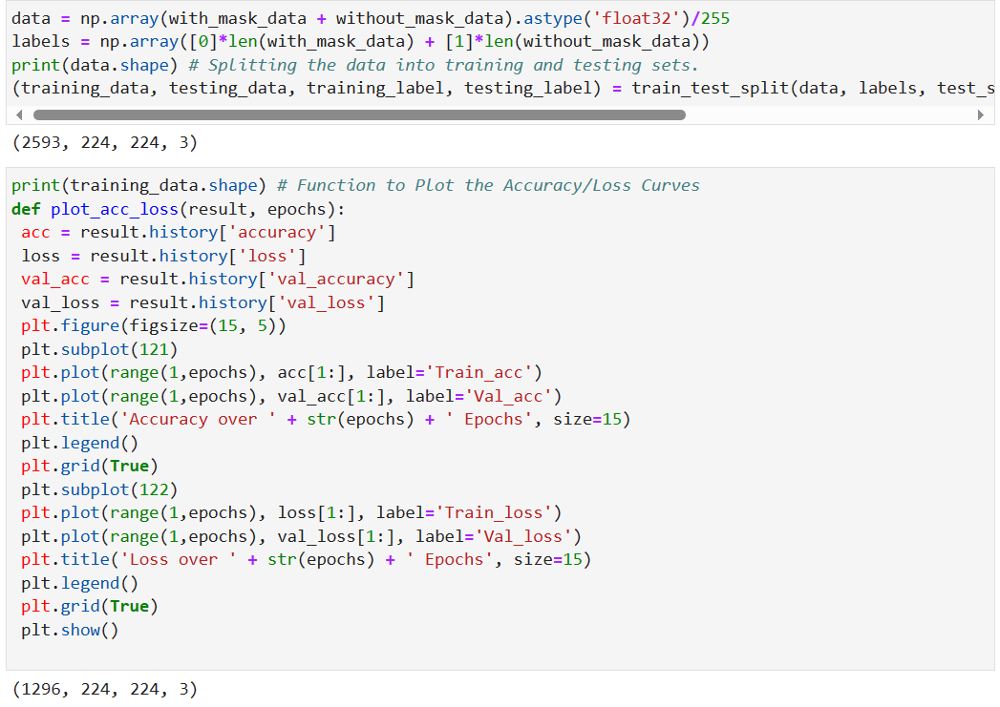 data = np.array(with_mask_data + without_mask_data).astype('float32')/255
labels = np.array([0]*len(with_mask_data) + [1]*len(without_mask_data))
print(data.shape) # Splitting the data into training and testing sets.
(training_data, testing_data, training_label, testing_label) = train_test_split(data, labels, test_s
(2593, 224, 224, 3)
print(training_data.shape) # Function to Plot the Accuracy/Loss Curves
def plot_acc_loss(result, epochs):
 acc = result.history['accuracy']
 loss = result.history['loss']
 val_acc = result.history['val_accuracy']
 val_loss = result.history['val_loss']
 plt.figure(figsize=(15, 5))
 plt.subplot(121)
 plt.plot(range(1,epochs), acc[1:], label='Train_acc')
 plt.plot(range(1,epochs), val_acc[1:], label='Val_acc')
 plt.title('Accuracy over ' + str(epochs) + ' Epochs', size=15)
 plt.legend()
 plt.grid(True)
 plt.subplot(122)
 plt.plot(range(1,epochs), loss[1:], label='Train_loss')
 plt.plot(range(1,epochs), val_loss[1:], label='Val_loss')
 plt.title('Loss over ' + str(epochs) + ' Epochs', size=15)
 plt.legend()
 plt.grid(True)
 plt.show()
(1296, 224, 224, 3)